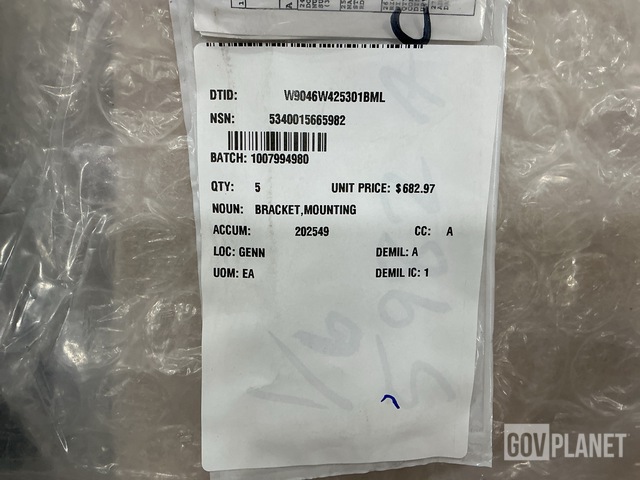 DTID: W9046W425301BML
NSN: 5340015665982
BATCH: 1007994980
QTY: 5 UNIT PRICE: $682.97
NOUN: BRACKET,MOUNTING
ACCUM: 202549 CC: A
LOC: GENN DEMIL: A
UOM: EA DEMIL IC: 1
GOVPLANET